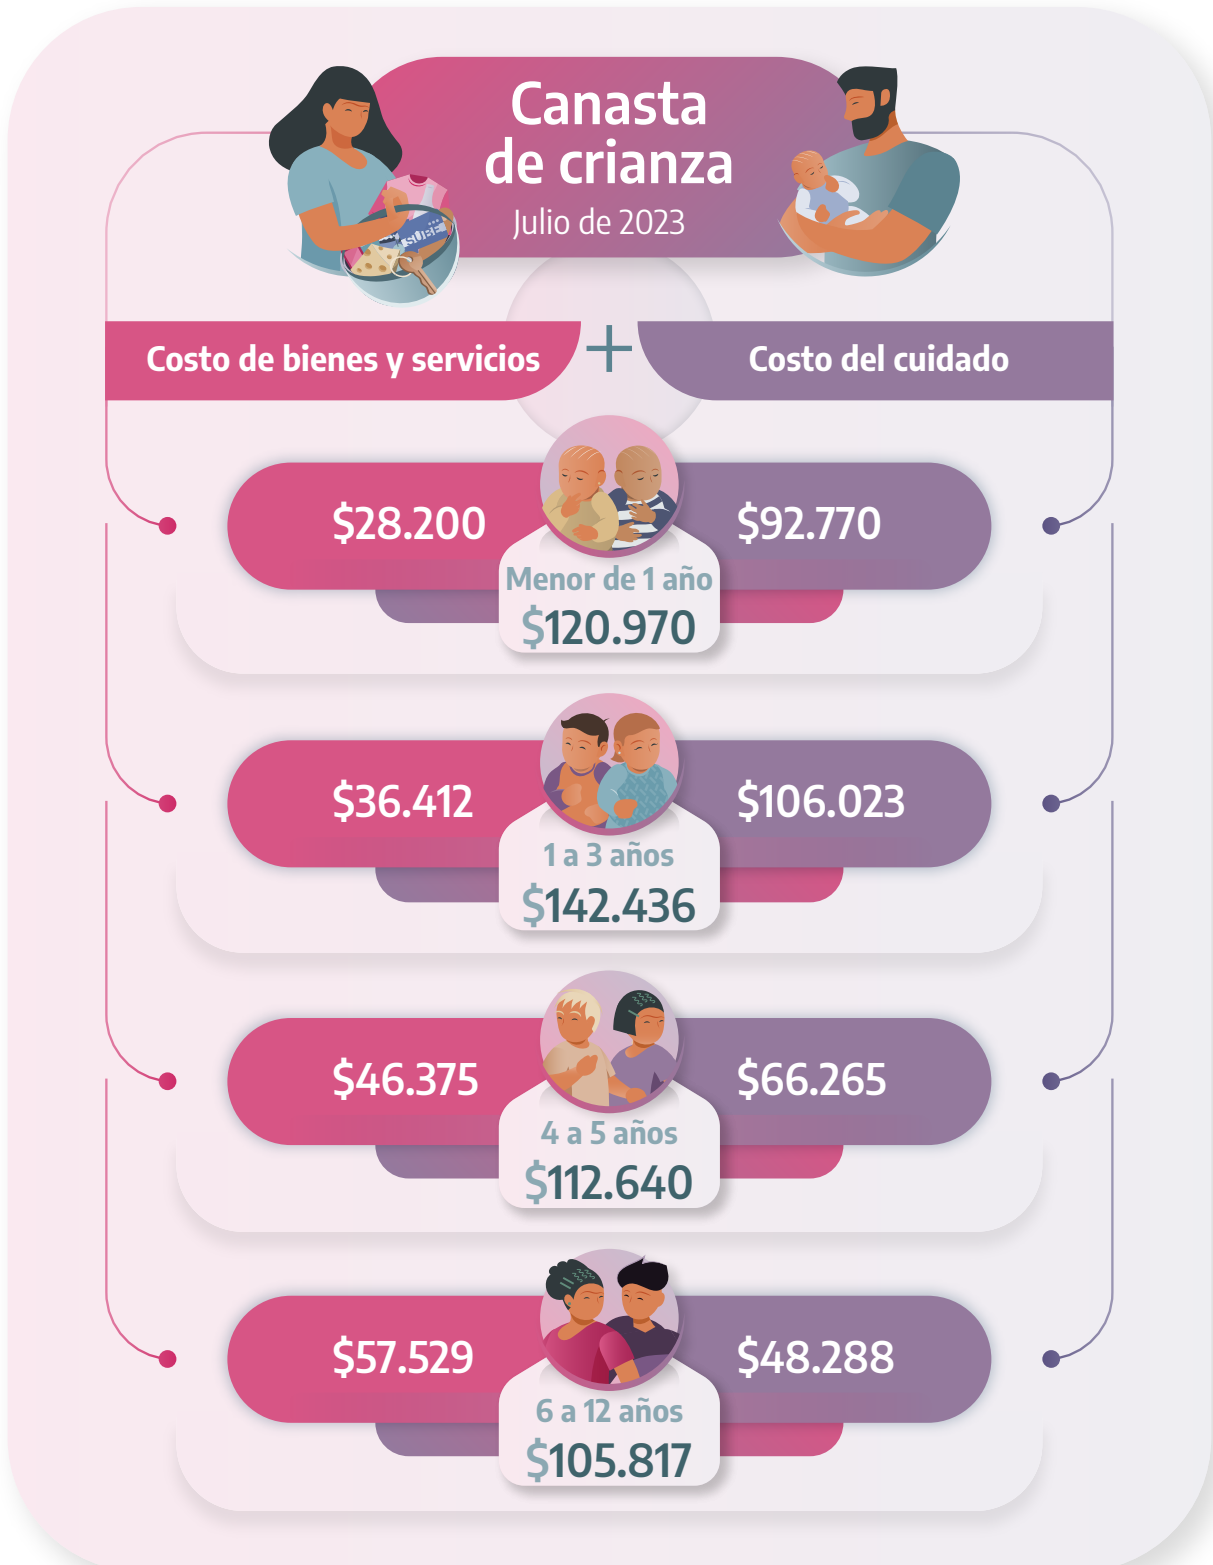 Canasta
de crianza
Julio de 2023
SUBE
Costo de bienes y servicios + Costo del cuidado
$28.200 $92.770
Menor de 1 año
$120.970
$36.412 $106.023
1 a 3 años
$142.436
$46.375 $66.265
4 a 5 años
$112.640
$57.529 $48.288
6 a 12 años
$105.817